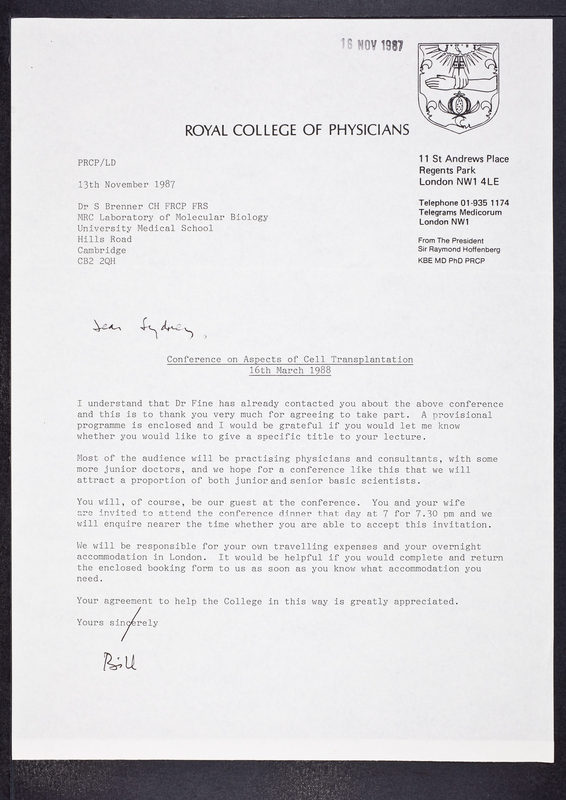 16 NOV 1987
ROYAL COLLEGE OF PHYSICIANS
11 St Andrews Place
Regents Park
London NW1 4LE
Telephone 01-935 1174
Telegrams Medicorum
London NW1
From The President
Sir Raymond Hoffenberg
KBE MD PhD PRCP
PRCP/LD
13th November 1987
Dr S Brenner CH FRCP FRS
MRC Laboratory of Molecular Biology
University Medical School
Hills Road
Cambridge
CB2 2QH
Dear Sydney,
Conference on Aspects of Cell Transplantation
16th March 1988
I understand that Dr Fine has already contacted you about the above conference
and this is to thank you very much for agreeing to take part. A provisional
programme is enclosed and I would be grateful if you would let me know
whether you would like to give a specific title to your lecture.
Most of the audience will be practising physicians and consultants, with some
more junior doctors, and we hope for a conference like this that we will
attract a proportion of both junior and senior basic scientists.
You will, of course, be our guest at the conference. You and your wife
are invited to attend the conference dinner that day at 7 for 7.30 pm and we
will enquire nearer the time whether you are able to accept this invitation.
We will be responsible for your own travelling expenses and your overnight
accommodation in London. It would be helpful if you would complete and return
the enclosed booking form to us as soon as you know what accommodation you
need.
Your agreement to help the College in this way is greatly appreciated.
Yours sincerely
Bill